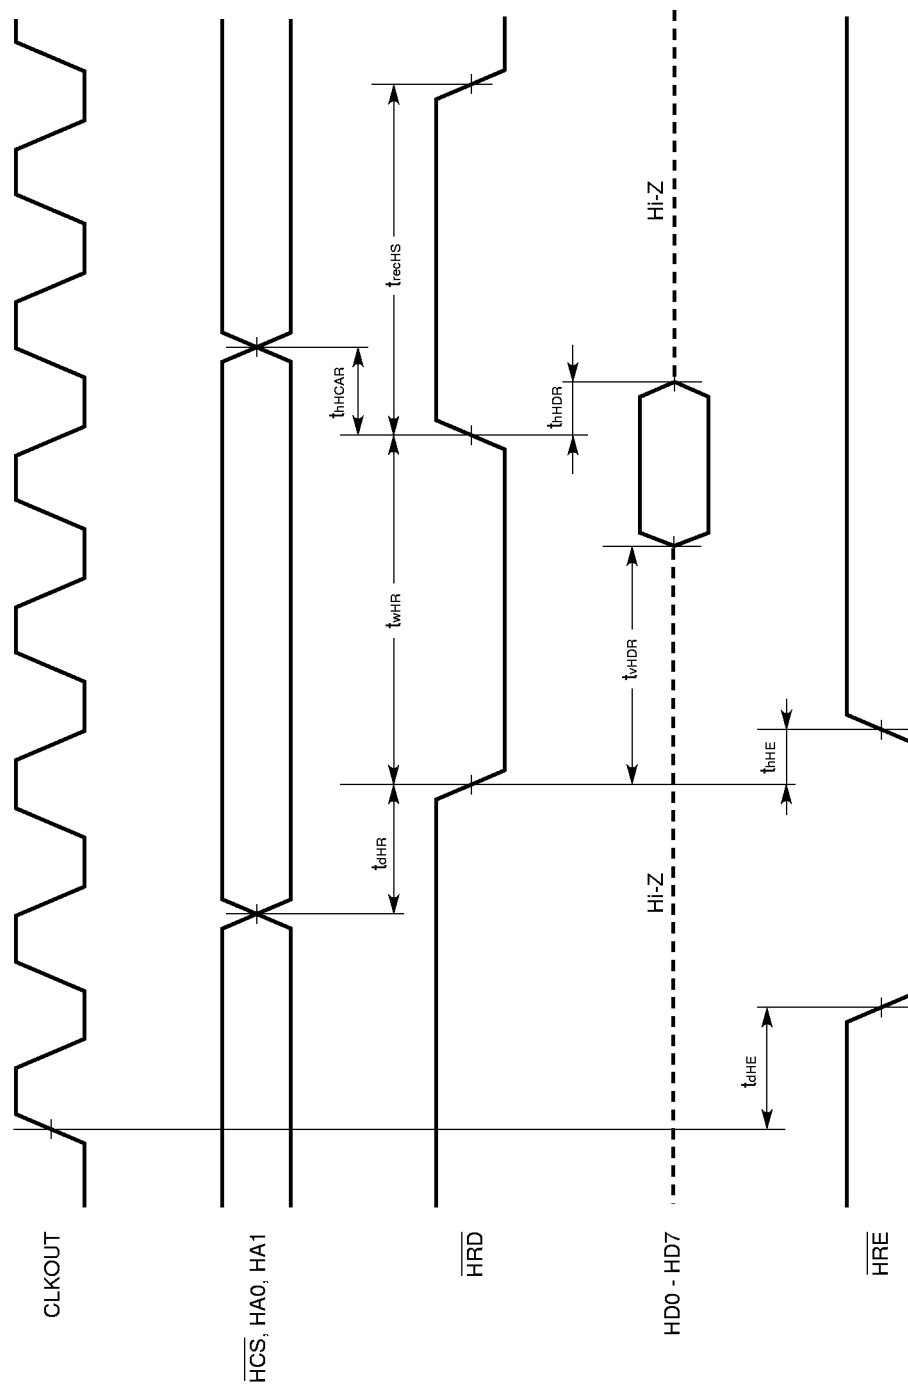 CLKOUT
HCS, HA0, HA1
tdHR
twHR
thHCAR
trecHS
HRD
HD0 - HD7
Hi-Z
tvHDR
thHDR
Hi-Z
HRE
tdHE
thHE